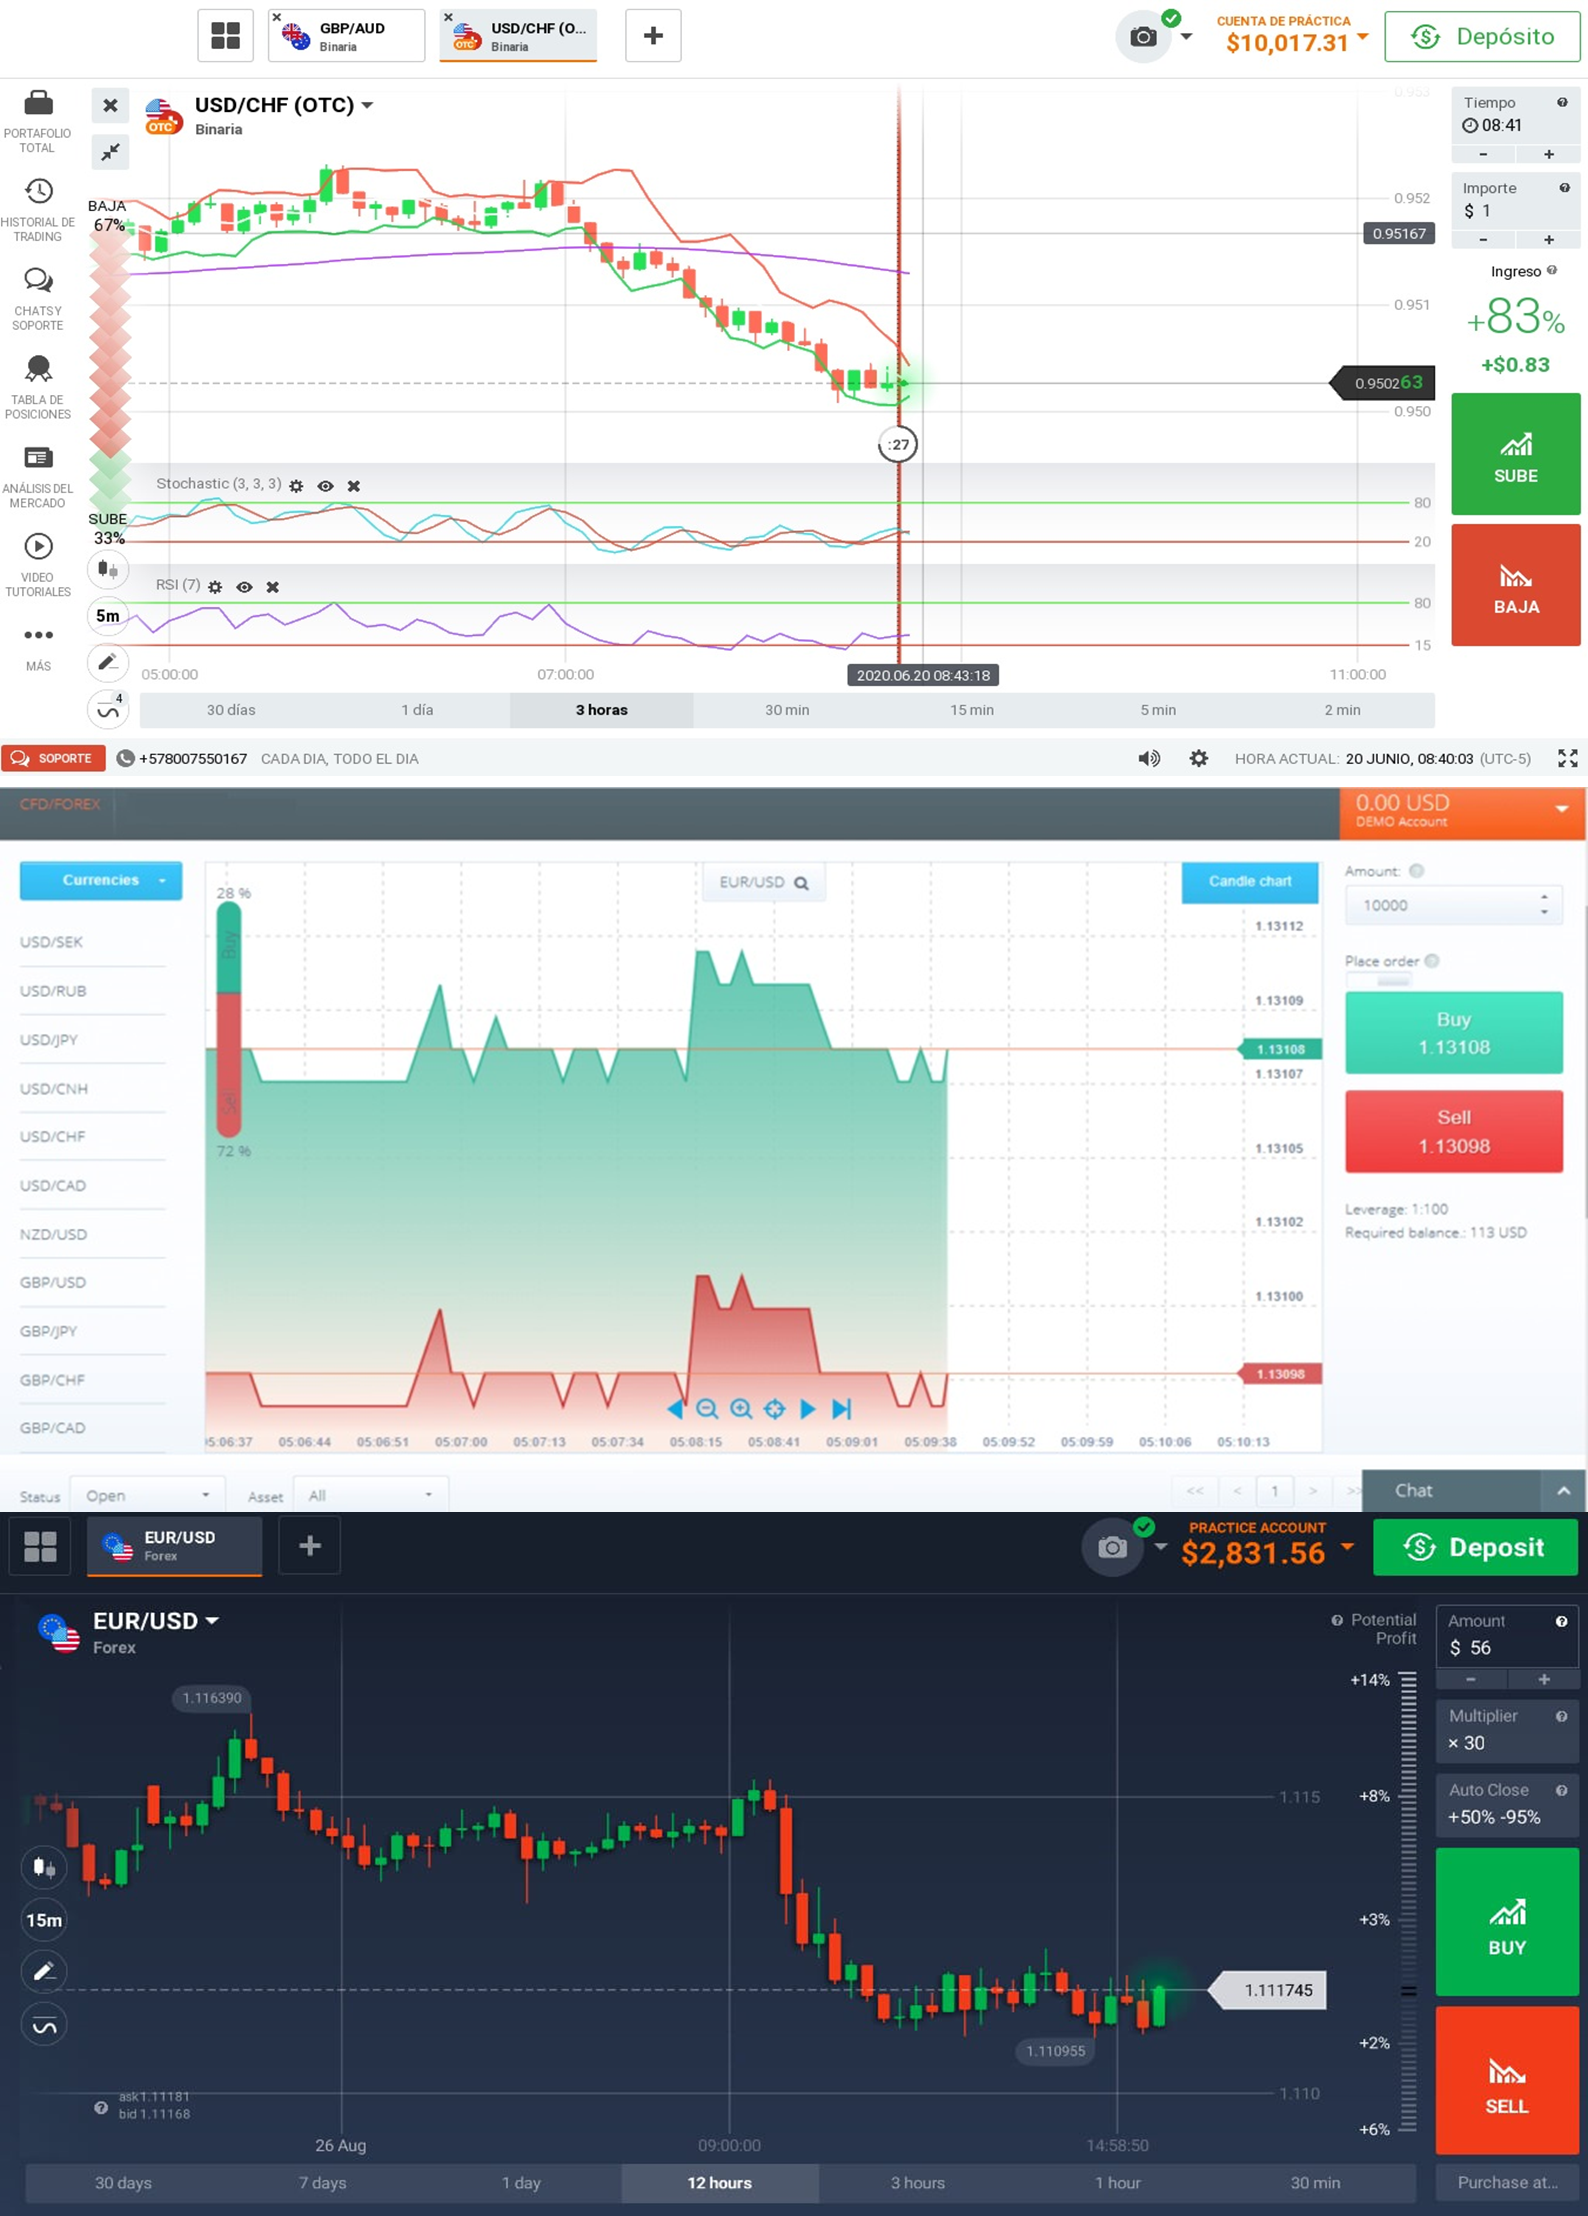 GBP/AUD
Binaria
USD/CHF (O...
Binaria
CUENTA DE PRÁCTICA
$10,017.31
Depósito
PORTAFOLIO
TOTAL
HISTORIAL DE
TRADING
CHATS Y
SOPORTE
TABLA DE
POSICIONES
ANÁLISIS DEL
MERCADO
VIDEO
TUTORIALES
MÁS
OTC
USD/CHF (OTC)
Binaria
BAJA
67%
SUBE
33%
5m
4
0.953
0.952
0.95167
0.951
0.950263
0.950
:27
Stochastic (3, 3, 3)
80
20
RSI (7)
80
15
05:00:00
07:00:00
2020.06.20 08:43:18
11:00:00
30 días
1 día
3 horas
30 min
15 min
5 min
2 min
Tiempo
08:41
- +
Importe
$ 1
- +
Ingreso
+83%
+$0.83
SUBE
BAJA
SOPORTE
+578007550167
CADA DIA, TODO EL DIA
HORA ACTUAL: 20 JUNIO, 08:40:03 (UTC-5)
CFD/FOREX
0.00 USD
DEMO Account
Currencies
USD/SEK
USD/RUB
USD/JPY
USD/CNH
USD/CHF
USD/CAD
NZD/USD
GBP/USD
GBP/JPY
GBP/CHF
GBP/CAD
28 %
Buy
Sell
72 %
EUR/USD
Candle chart
1.13112
1.13109
1.13108
1.13107
1.13105
1.13102
1.13100
1.13098
05:06:37
05:06:44
05:06:51
05:07:00
05:07:13
05:07:34
05:08:15
05:08:41
05:09:01
05:09:38
05:09:52
05:09:59
05:10:06
05:10:13
Amount:
10000
Place order
Buy
1.13108
Sell
1.13098
Leverage: 1:100
Required balance.: 113 USD
Status
Open
Asset
All
<< < 1 > >>
Chat
EUR/USD
Forex
PRACTICE ACCOUNT
$2,831.56
Deposit
EUR/USD
Forex
1.116390
15m
ask 1.11181
bid 1.11168
1.115
1.111745
1.110955
1.110
26 Aug
09:00:00
14:58:50
30 days
7 days
1 day
12 hours
3 hours
1 hour
30 min
Potential
Profit
+14%
+8%
+3%
+2%
+6%
Amount
$ 56
- +
Multiplier
× 30
Auto Close
+50% -95%
BUY
SELL
Purchase at...